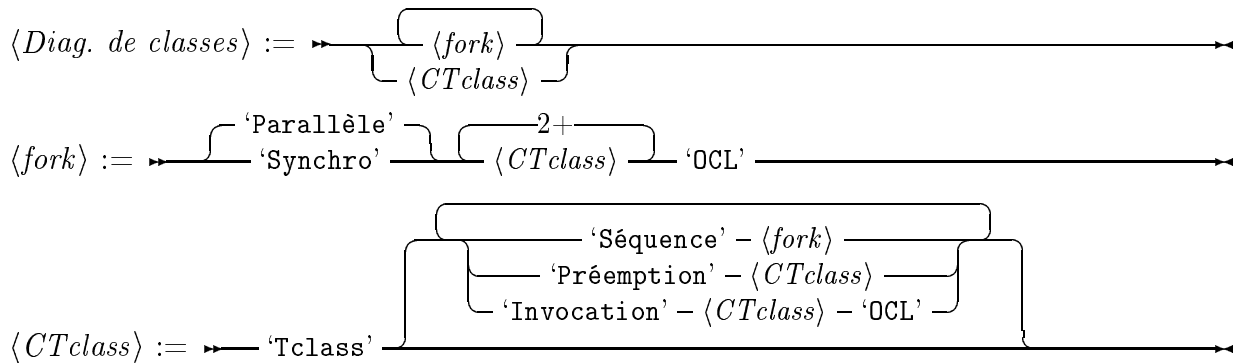 ⟨Diag. de classes⟩ := ⟨fork⟩
⟨CTclass⟩
‘Parallèle’ 2+
⟨fork⟩ := ‘Synchro’ ⟨CTclass⟩ ‘OCL’
‘Séquence’ – ⟨fork⟩
‘Préemption’ – ⟨CTclass⟩
‘Invocation’ – ⟨CTclass⟩ – ‘OCL’
⟨CTclass⟩ := ‘Tclass’